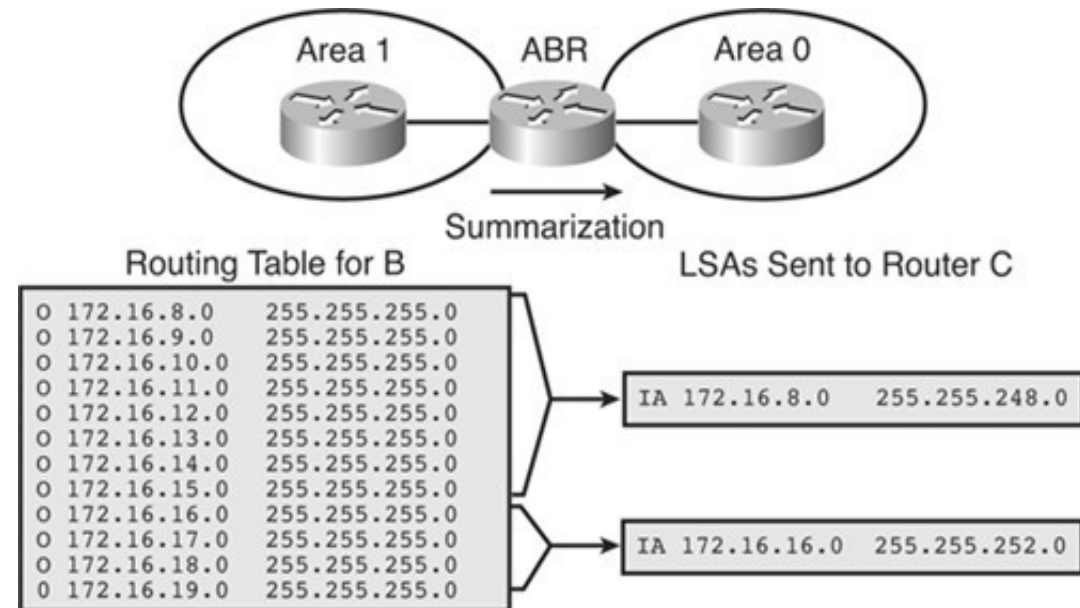 Area 1
ABR
Area 0
Summarization
Routing Table for B
LSAs Sent to Router C
O 172.16.8.0 255.255.255.0
O 172.16.9.0 255.255.255.0
O 172.16.10.0 255.255.255.0
O 172.16.11.0 255.255.255.0
O 172.16.12.0 255.255.255.0
O 172.16.13.0 255.255.255.0
O 172.16.14.0 255.255.255.0
O 172.16.15.0 255.255.255.0
O 172.16.16.0 255.255.255.0
O 172.16.17.0 255.255.255.0
O 172.16.18.0 255.255.255.0
0 172.16.19.0 255.255.255.0
IA 172.16.8.0 255.255.248.0
IA 172.16.16.0 255.255.252.0